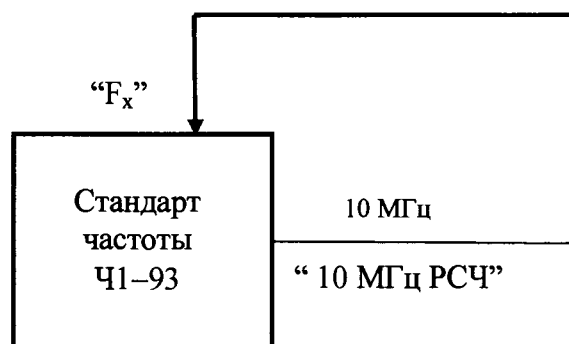 “Fx”
Стандарт
частоты
Ч1–93
10 МГц
“ 10 МГц РСЧ”